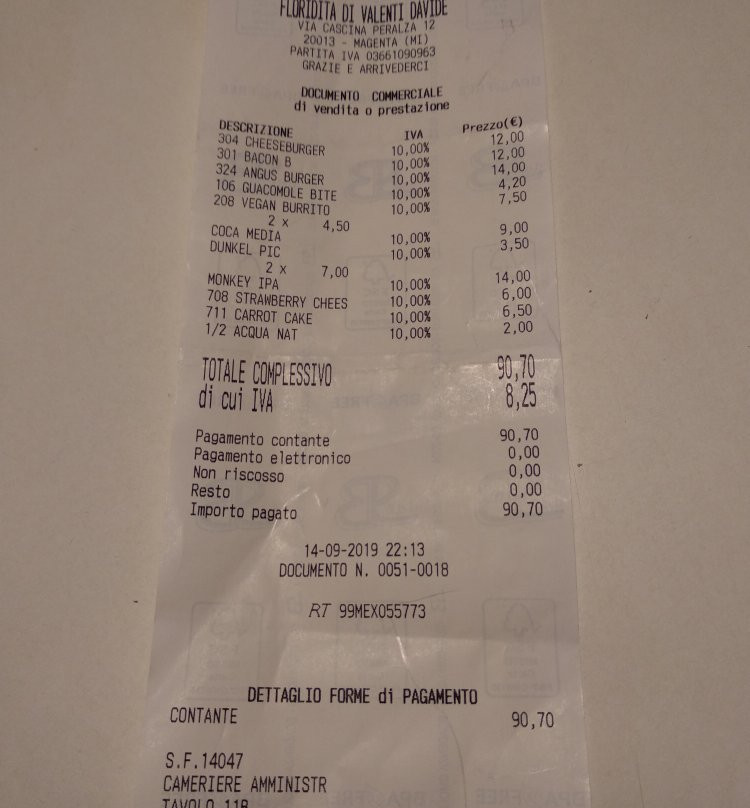 FLORIDITA DI VALENTI DAVIDE
VIA CASCINA PERALZA 12
20013 - MAGENTA (MI)
PARTITA IVA 03661090963
GRAZIE E ARRIVEDERCI
DOCUMENTO COMMERCIALE
di vendita o prestazione
DESCRIZIONE IVA Prezzo(€)
304 CHEESEBURGER 10,00% 12,00
301 BACON B 10,00% 12,00
324 ANGUS BURGER 10,00% 14,00
106 GUACOMOLE BITE 10,00% 4,20
208 VEGAN BURRITO 10,00% 7,50
2 x 4,50
COCA MEDIA 10,00% 9,00
DUNKEL PIC 10,00% 3,50
2 x 7,00
MONKEY IPA 10,00% 14,00
708 STRAWBERRY CHEES 10,00% 6,00
711 CARROT CAKE 10,00% 6,50
1/2 ACQUA NAT 10,00% 2,00
TOTALE COMPLESSIVO 90,70
di cui IVA 8,25
Pagamento contante 90,70
Pagamento elettronico 0,00
Non riscosso 0,00
Resto 0,00
Importo pagato 90,70
14-09-2019 22:13
DOCUMENTO N. 0051-0018
RT 99MEX055773
DETTAGLIO FORME di PAGAMENTO
CONTANTE 90,70
S.F.14047
CAMERIERE AMMINISTR
TAVOLO 11B